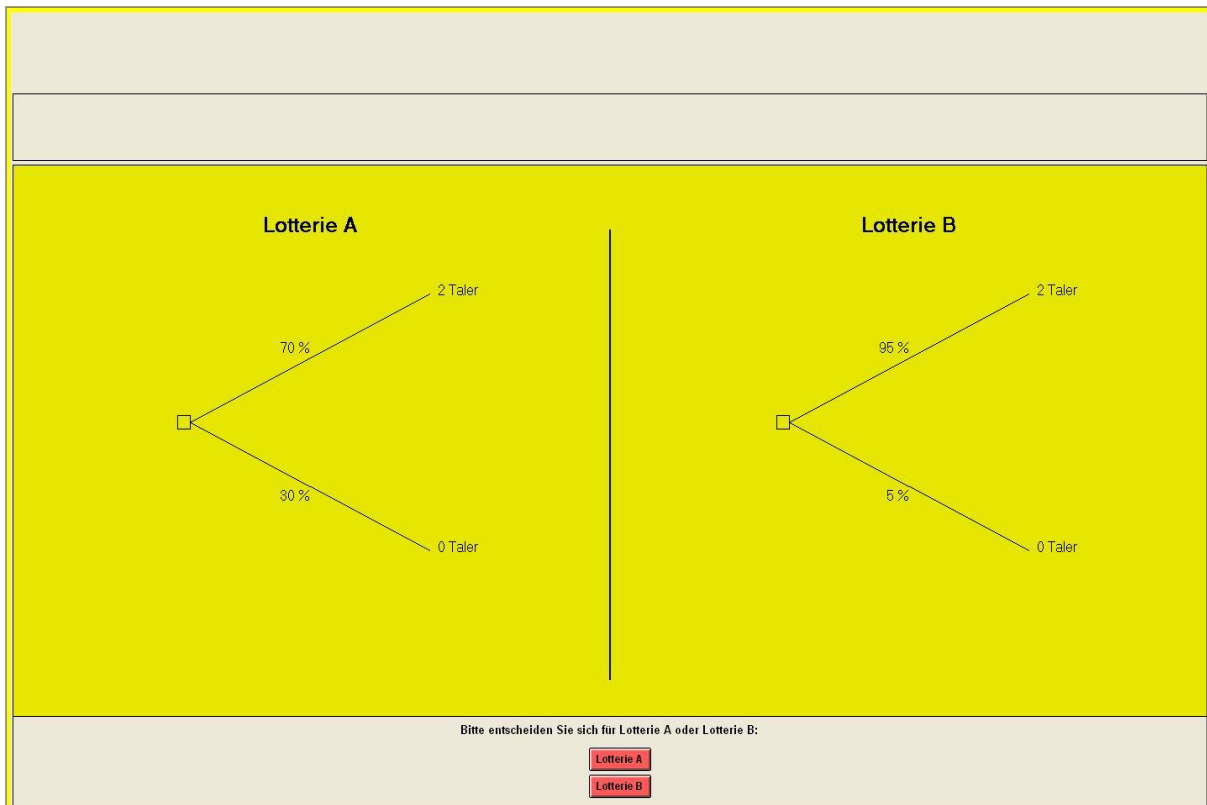 Lotterie A
2 Taler
70 %
30 %
0 Taler
Lotterie B
2 Taler
95 %
5 %
0 Taler
Bitte entscheiden Sie sich für Lotterie A oder Lotterie B:
Lotterie A
Lotterie B